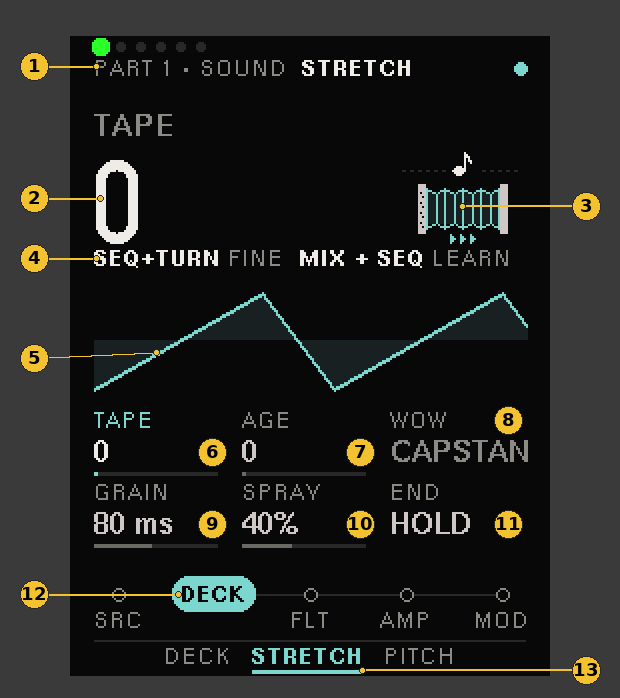 1 PART 1 · SOUND STRETCH
TAPE
2 0 3
4 SEQ+TURN FINE MIX + SEQ LEARN
5
TAPE AGE WOW 8
0 6 0 7 CAPSTAN
GRAIN SPRAY END
80 ms 9 40% 10 HOLD 11
12 DECK
SRC FLT AMP MOD
DECK STRETCH PITCH 13